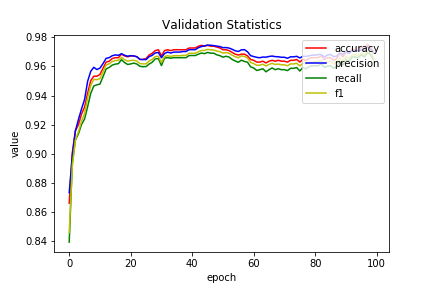 Validation Statistics
0.98
0.96
0.94
0.92
0.90
0.88
0.86
0.84
value
accuracy
precision
recall
f1
0 20 40 60 80 100
epoch